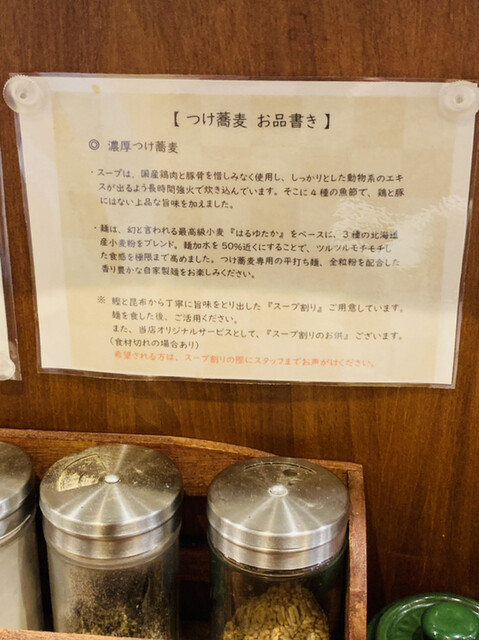 【 つけ蕎麦 お品書き 】
◎ 濃厚つけ蕎麦
・スープは、国産鶏肉と豚骨を惜しみなく使用し、しっかりとした動物系のエキ
スが出るよう長時間強火で炊き込んでいます。そこに4種の魚節で、鶏と豚
にはない上品な旨味を加えました。
・麺は、幻と言われる最高級小麦『はるゆたか』をベースに、3種の北海道
産小麦粉をブレンド。麺加水を50%近くにすることで、ツルツルモチモチし
た食感を極限まで高めました。つけ蕎麦専用の平打ち麺、全粒粉を配合した
香り豊かな自家製麺をお楽しみください。
※ 鰹と昆布から丁寧に旨味をとり出した『スープ割り』ご用意しています。
麺を食した後、ご活用ください。
また、当店オリジナルサービスとして、『スープ割りのお供』ございます。
(食材切れの場合あり)
希望される方は、スープ割りの際にスタッフまでお声がけください。